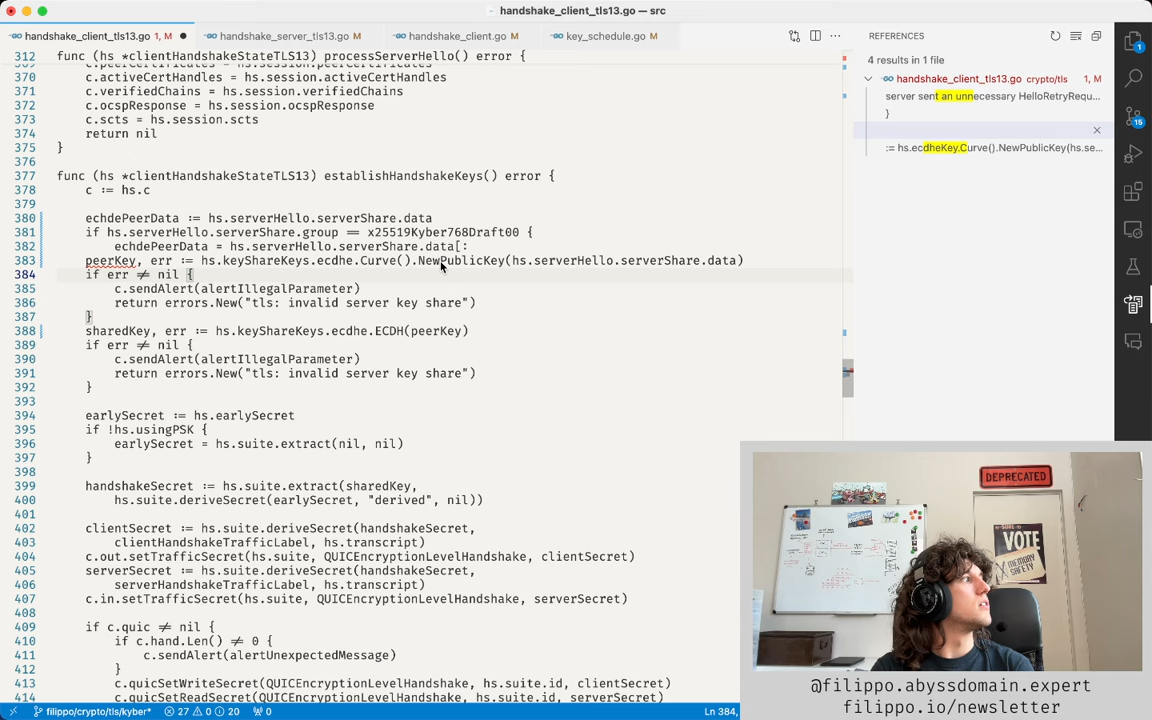 handshake_client_tls13.go — src
handshake_client_tls13.go 1, M
handshake_server_tls13.go M
handshake_client.go M
key_schedule.go M
312 func (hs *clientHandshakeStateTLS13) processServerHello() error {
370 c.activeCertHandles = hs.session.activeCertHandles
371 c.verifiedChains = hs.session.verifiedChains
372 c.ocspResponse = hs.session.ocspResponse
373 c.scts = hs.session.scts
374 return nil
375 }
376
377 func (hs *clientHandshakeStateTLS13) establishHandshakeKeys() error {
378 c := hs.c
379
380 echdePeerData := hs.serverHello.serverShare.data
381 if hs.serverHello.serverShare.group == x25519Kyber768Draft00 {
382 echdePeerData = hs.serverHello.serverShare.data[:
383 peerKey, err := hs.keyShareKeys.ecdhe.Curve().NewPublicKey(hs.serverHello.serverShare.data)
384 if err ≠ nil {
385 c.sendAlert(alertIllegalParameter)
386 return errors.New("tls: invalid server key share")
387 }
388 sharedKey, err := hs.keyShareKeys.ecdhe.ECDH(peerKey)
389 if err ≠ nil {
390 c.sendAlert(alertIllegalParameter)
391 return errors.New("tls: invalid server key share")
392 }
393
394 earlySecret := hs.earlySecret
395 if !hs.usingPSK {
396 earlySecret = hs.suite.extract(nil, nil)
397 }
398
399 handshakeSecret := hs.suite.extract(sharedKey,
400 hs.suite.deriveSecret(earlySecret, "derived", nil))
401
402 clientSecret := hs.suite.deriveSecret(handshakeSecret,
403 clientHandshakeTrafficLabel, hs.transcript)
404 c.out.setTrafficSecret(hs.suite, QUICEncryptionLevelHandshake, clientSecret)
405 serverSecret := hs.suite.deriveSecret(handshakeSecret,
406 serverHandshakeTrafficLabel, hs.transcript)
407 c.in.setTrafficSecret(hs.suite, QUICEncryptionLevelHandshake, serverSecret)
408
409 if c.quic ≠ nil {
410 if c.hand.Len() ≠ 0 {
411 c.sendAlert(alertUnexpectedMessage)
412 }
413 c.quicSetWriteSecret(QUICEncryptionLevelHandshake, hs.suite.id, clientSecret)
414 c.quicSetReadSecret(QUICEncryptionLevelHandshake, hs.suite.id, serverSecret)
REFERENCES
4 results in 1 file
handshake_client_tls13.go crypto/tls 1, M
server sent an unnecessary HelloRetryRequ...
}
:= hs.ecdheKey.Curve().NewPublicKey(hs.se...
1
15
DEPRECATED
VOTE
MEMORY
SAFETY
@filippo.abyssdomain.expert
filippo.io/newsletter
filippo/crypto/tls/kyber* 27 0 20 0 Ln 384,